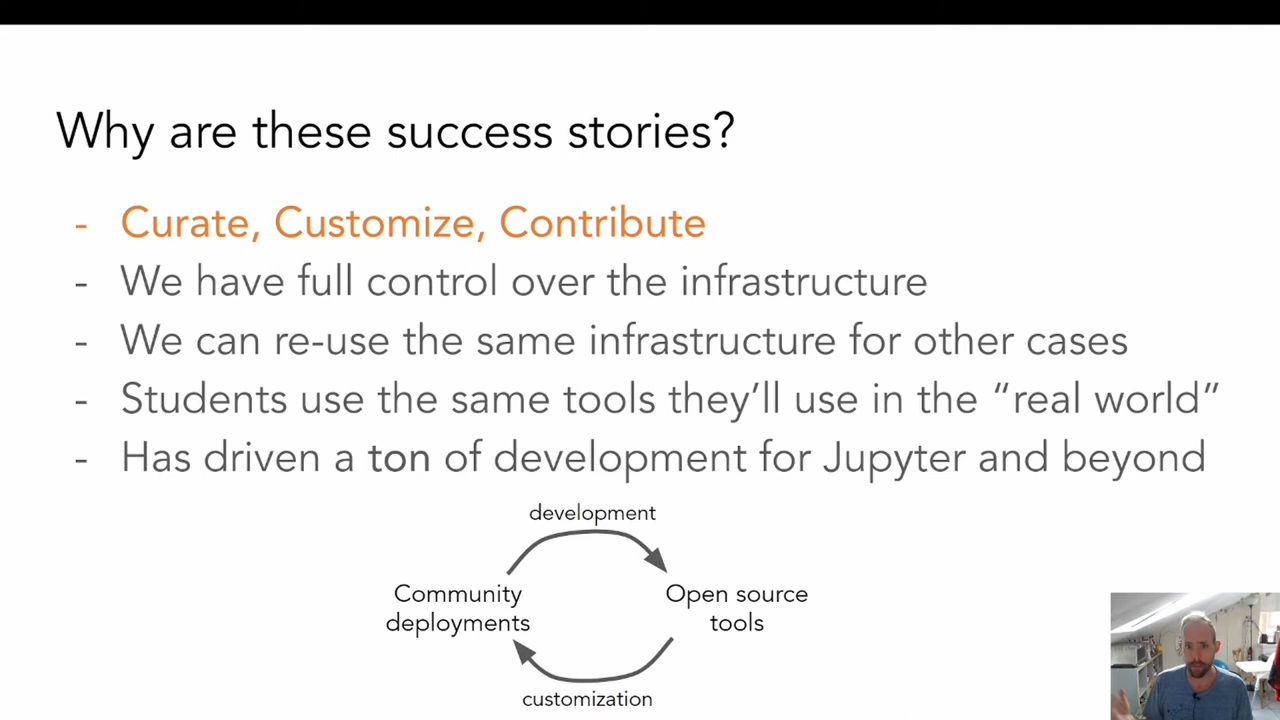 Why are these success stories?
- Curate, Customize, Contribute
- We have full control over the infrastructure
- We can re-use the same infrastructure for other cases
- Students use the same tools they’ll use in the “real world”
- Has driven a ton of development for Jupyter and beyond
development
Community
deployments
Open source
tools
customization